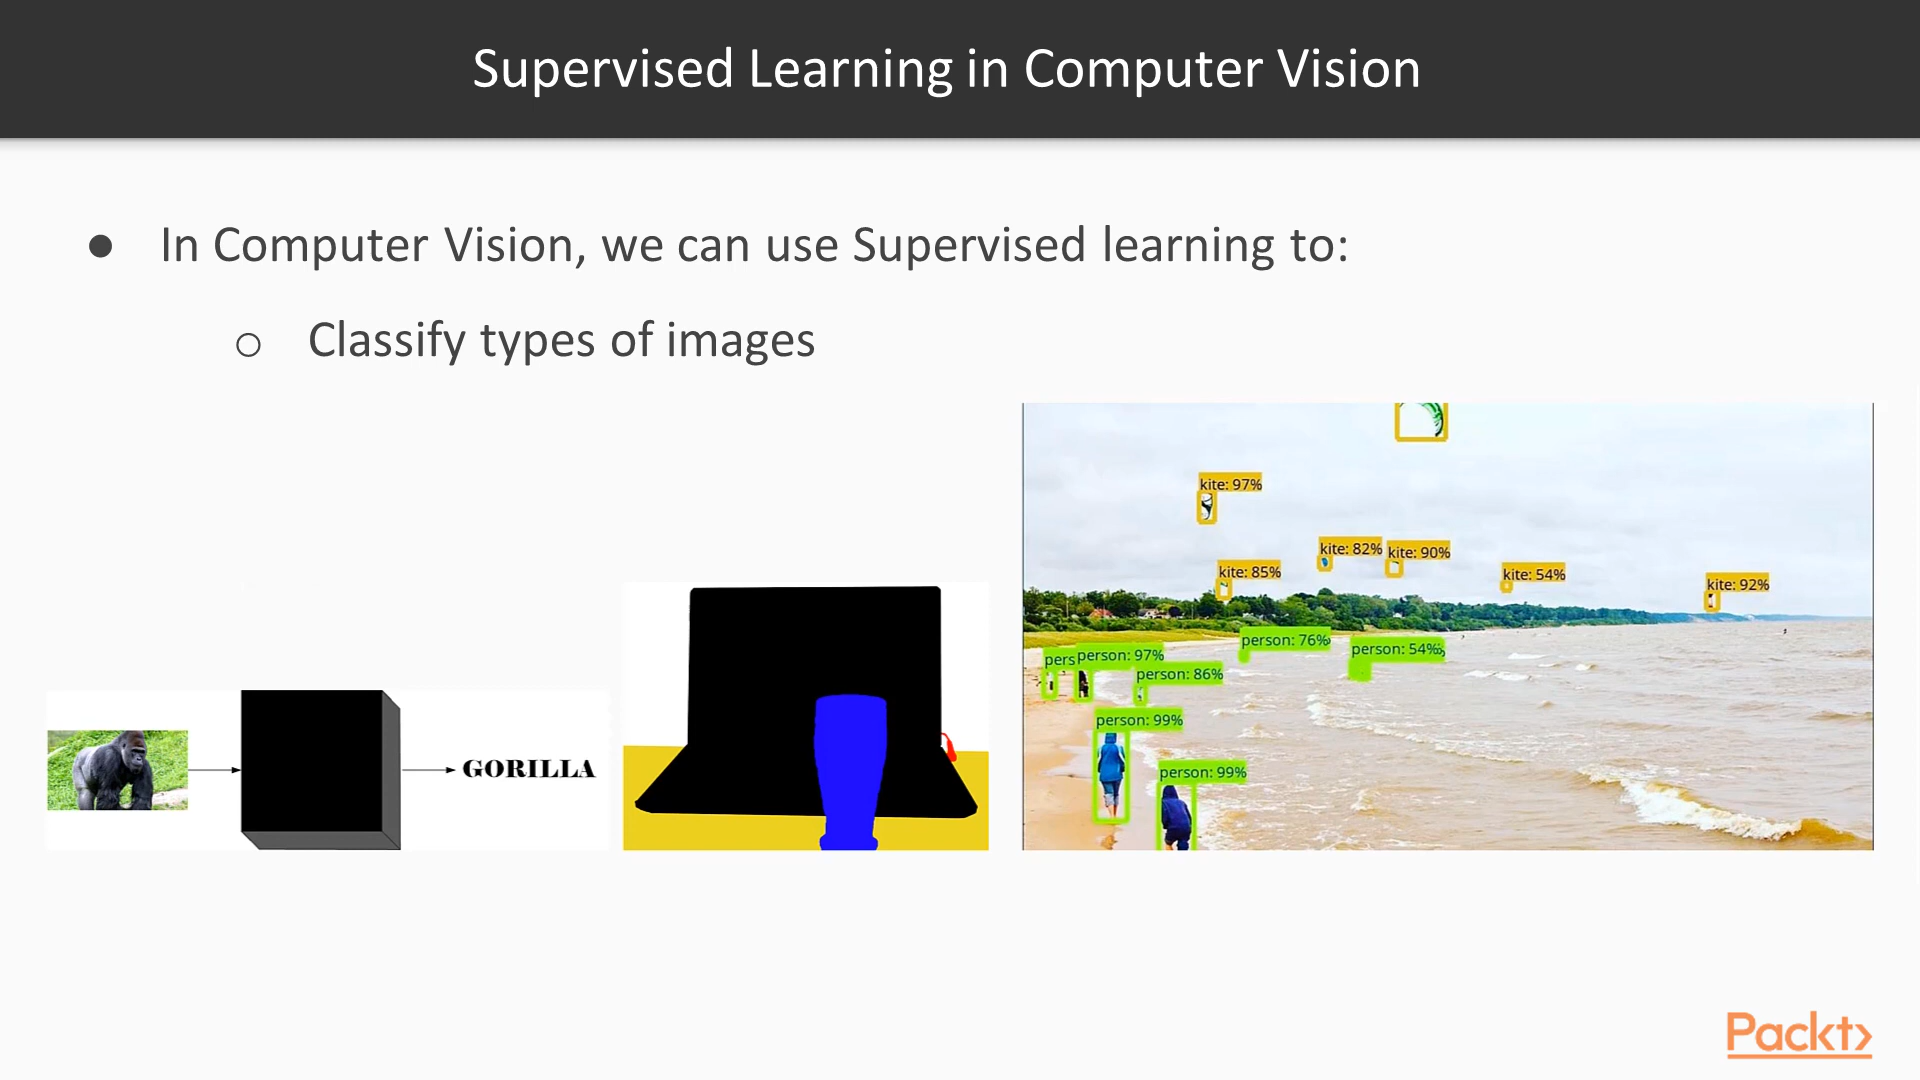 Supervised Learning in Computer Vision
● In Computer Vision, we can use Supervised learning to:
○ Classify types of images
kite: 97%
kite: 82%
kite: 90%
kite: 85%
kite: 54%
kite: 92%
person: 76%
person: 54%
pers
person: 97%
person: 86%
person: 99%
person: 99%
GORILLA
Packt>